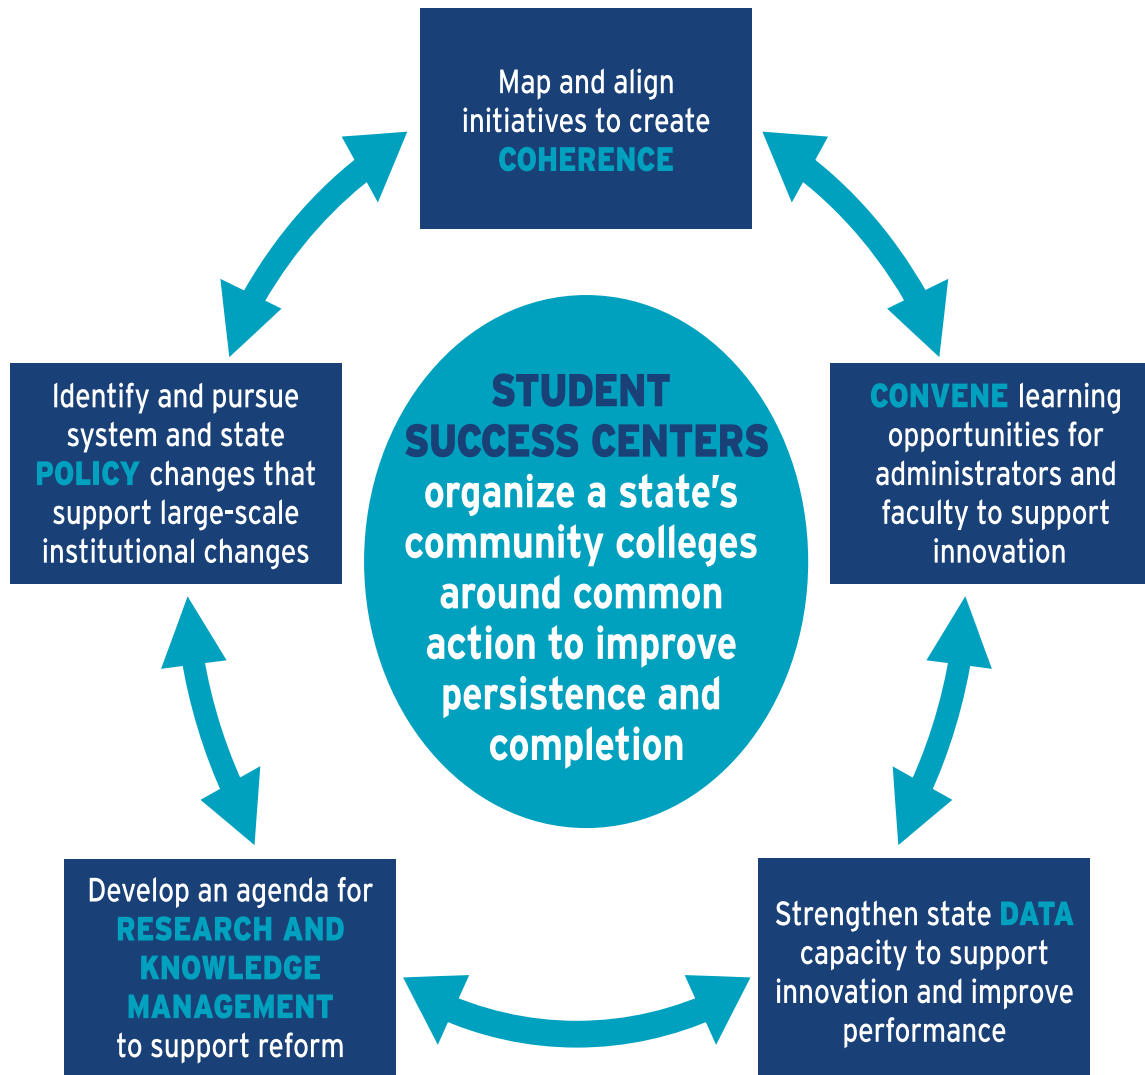 Map and align
initiatives to create
COHERENCE
Identify and pursue
system and state
POLICY changes that
support large-scale
institutional changes
STUDENT
SUCCESS CENTERS
organize a state's
community colleges
around common
action to improve
persistence and
completion
CONVENE learning
opportunities for
administrators and
faculty to support
innovation
Develop an agenda for
RESEARCH AND
KNOWLEDGE
MANAGEMENT
to support reform
Strengthen state DATA
capacity to support
innovation and improve
performance